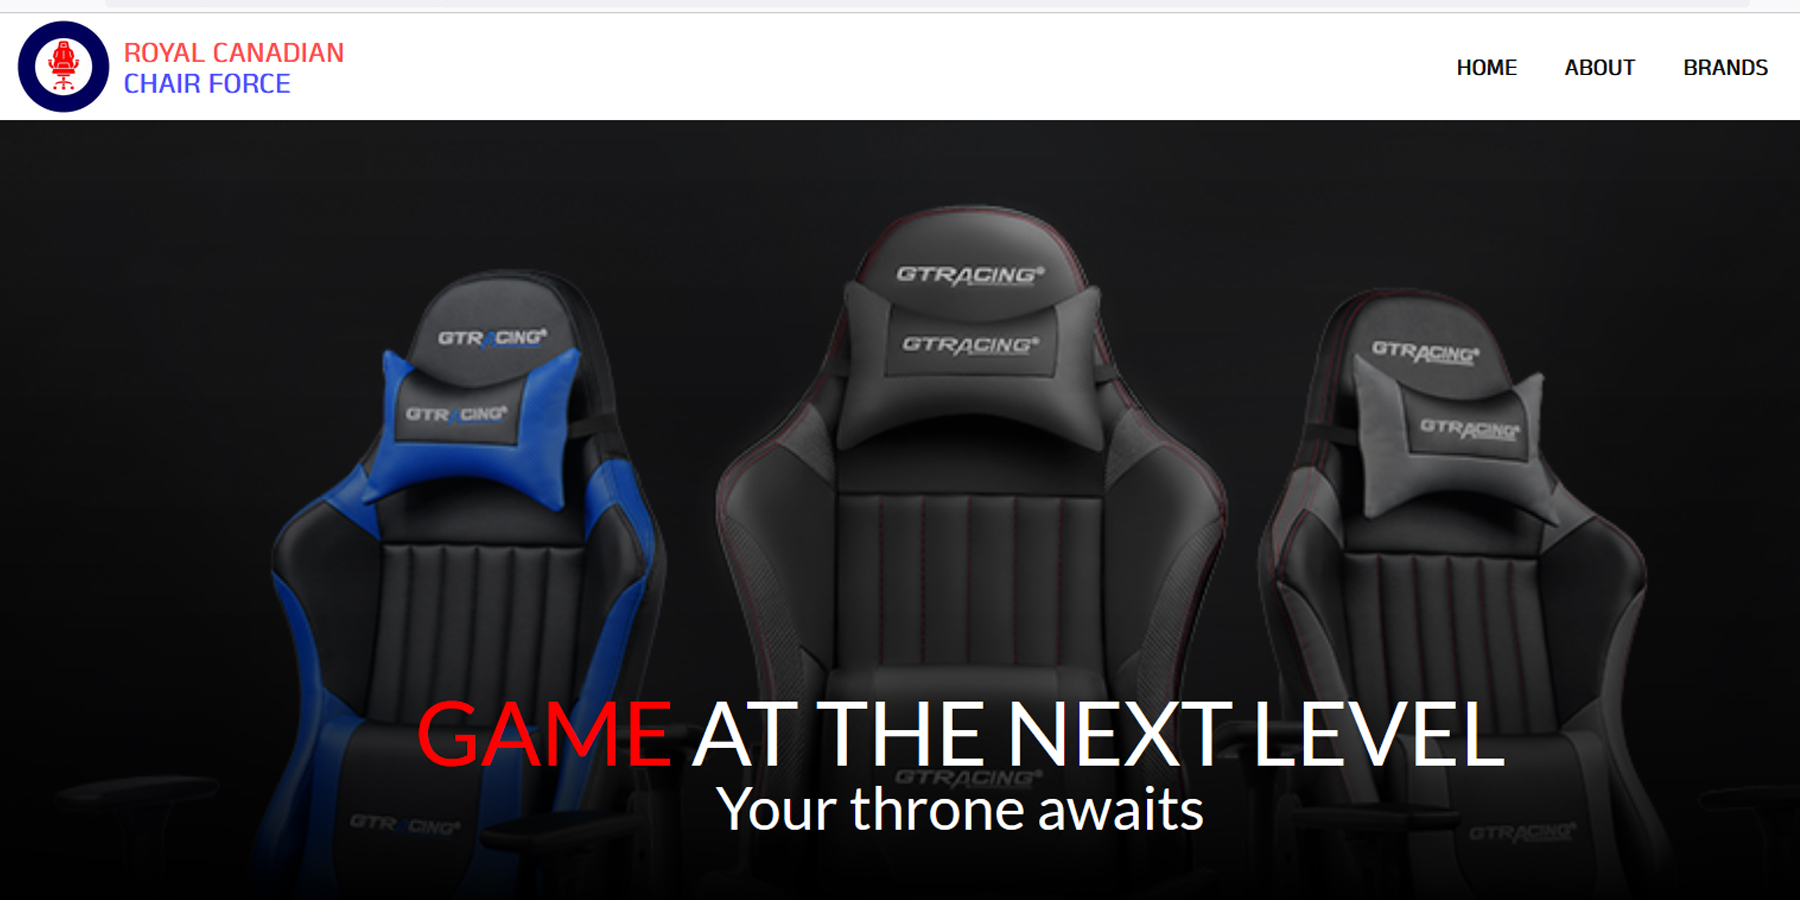 ROYAL CANADIAN
CHAIR FORCE
HOME ABOUT BRANDS
GTRACING®
GTRACING®
GTRACING®
GTRACING®
GTRACING®
GTRACING®
GAME AT THE NEXT LEVEL
GTRACING®
Your throne awaits
GTRACING®
GTRACING®